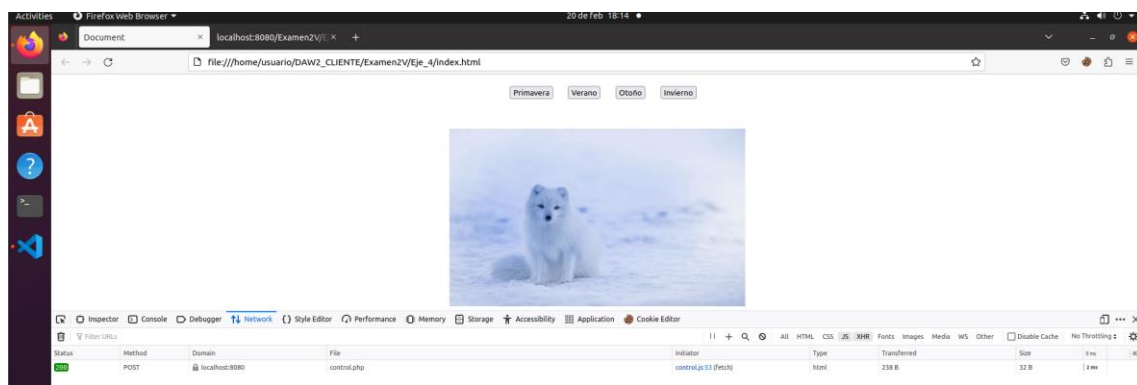 Activities Firefox Web Browser 20 de feb 18:14
Document × localhost:8080/Examen2V/E × +
file:///home/usuario/DAW2_CLIENTE/Examen2V/Eje_4/index.html
Primavera Verano Otoño Invierno
Inspector Console Debugger Network {} Style Editor Performance Memory Storage Accessibility Application Cookie Editor
Filter URLs All HTML CSS JS XHR Fonts Images Media WS Other Disable Cache No Throttling
Status Method Domain File Initiator Type Transferred Size 0 ms
200 POST localhost:8080 control.php control.js:53 (fetch) html 238 B 32 B 2 ms